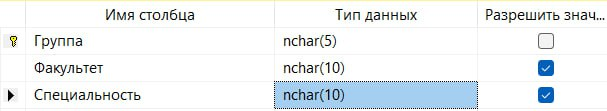 Имя столбца Тип данных Разрешить знач...
Группа nchar(5)
Факультет nchar(10)
Специальность nchar(10)